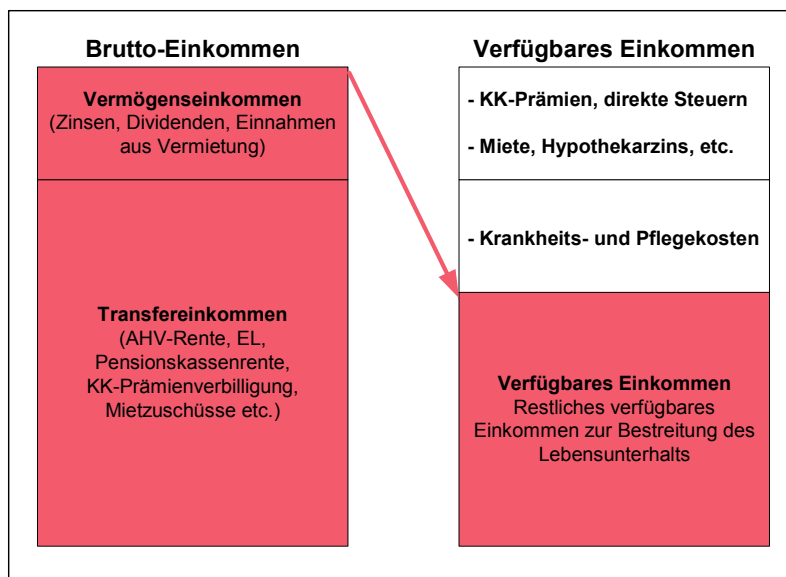 Brutto-Einkommen
Vermögenseinkommen
(Zinsen, Dividenden, Einnahmen
aus Vermietung)
Transfereinkommen
(AHV-Rente, EL,
Pensionskassenrente,
KK-Prämienverbilligung,
Mietzuschüsse etc.)
Verfügbares Einkommen
- KK-Prämien, direkte Steuern
- Miete, Hypothekarzins, etc.
- Krankheits- und Pflegekosten
Verfügbares Einkommen
Restliches verfügbares
Einkommen zur Bestreitung des
Lebensunterhalts